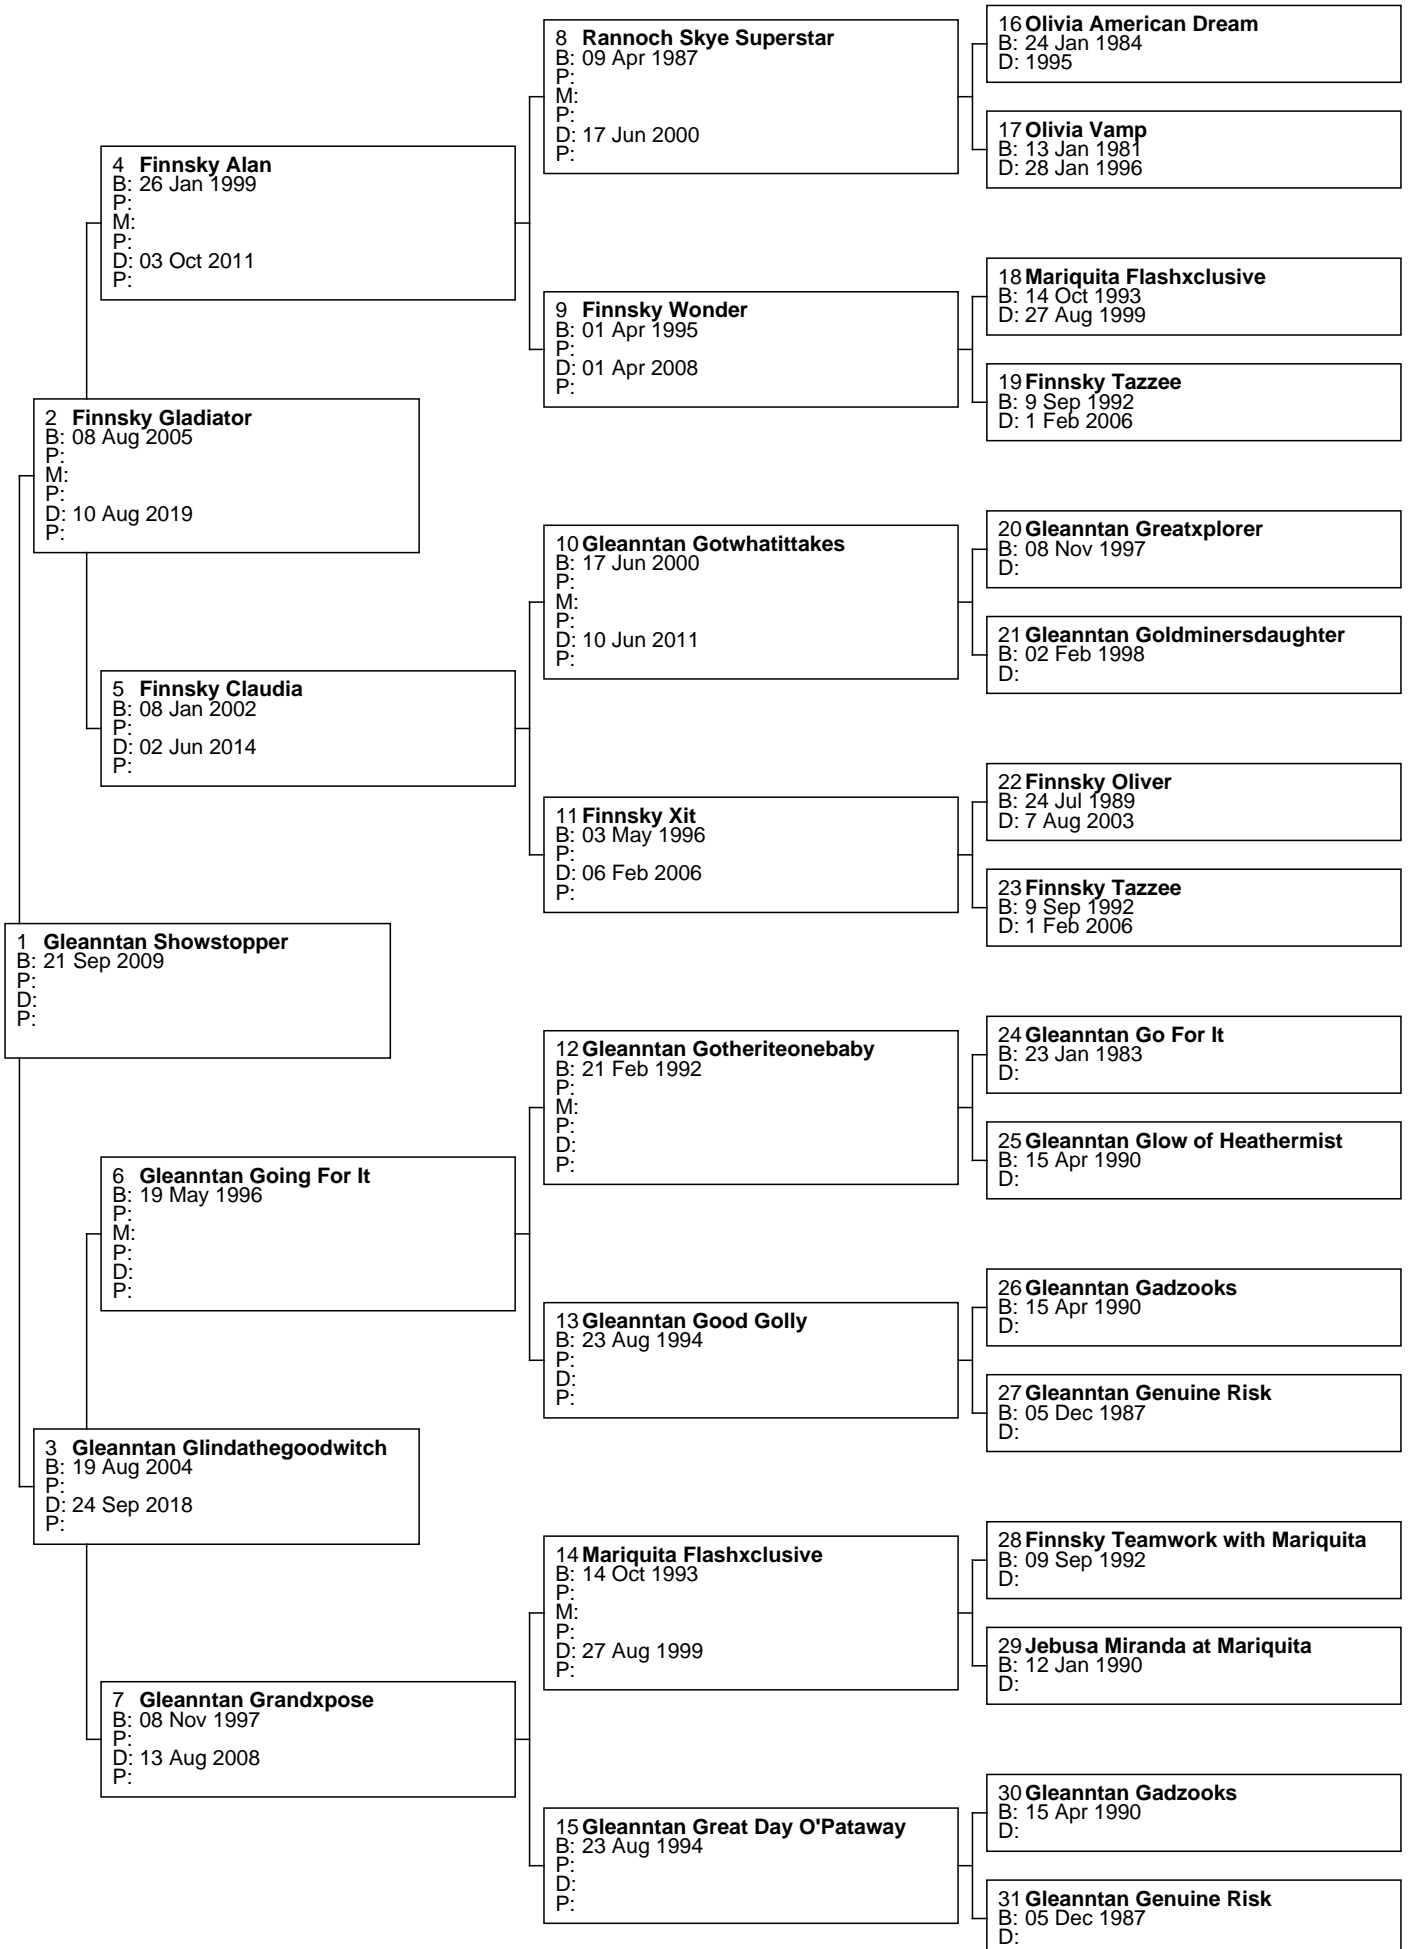 16 Olivia American Dream
B: 24 Jan 1984
D: 1995
8 Rannoch Skye Superstar
B: 09 Apr 1987
P:
M:
P:
D: 17 Jun 2000
P:
17 Olivia Vamp
B: 13 Jan 1981
D: 28 Jan 1996
4 Finnsky Alan
B: 26 Jan 1999
P:
M:
P:
D: 03 Oct 2011
P:
18 Mariquita Flashxclusive
B: 14 Oct 1993
D: 27 Aug 1999
9 Finnsky Wonder
B: 01 Apr 1995
P:
D: 01 Apr 2008
P:
19 Finnsky Tazzee
B: 9 Sep 1992
D: 1 Feb 2006
2 Finnsky Gladiator
B: 08 Aug 2005
P:
M:
P:
D: 10 Aug 2019
P:
20 Gleanntan Greatxplorer
B: 08 Nov 1997
D:
10 Gleanntan Gotwhatittakes
B: 17 Jun 2000
P:
M:
P:
D: 10 Jun 2011
P:
21 Gleanntan Goldminersdaughter
B: 02 Feb 1998
D:
5 Finnsky Claudia
B: 08 Jan 2002
P:
D: 02 Jun 2014
P:
22 Finnsky Oliver
B: 24 Jul 1989
D: 7 Aug 2003
11 Finnsky Xit
B: 03 May 1996
P:
D: 06 Feb 2006
P:
23 Finnsky Tazzee
B: 9 Sep 1992
D: 1 Feb 2006
1 Gleanntan Showstopper
B: 21 Sep 2009
P:
D:
P:
24 Gleanntan Go For It
B: 23 Jan 1983
D:
12 Gleanntan Gotheriteonebaby
B: 21 Feb 1992
P:
M:
P:
D:
P:
25 Gleanntan Glow of Heathermist
B: 15 Apr 1990
D:
6 Gleanntan Going For It
B: 19 May 1996
P:
M:
P:
D:
P:
26 Gleanntan Gadzooks
B: 15 Apr 1990
D:
13 Gleanntan Good Golly
B: 23 Aug 1994
P:
D:
P:
27 Gleanntan Genuine Risk
B: 05 Dec 1987
D:
3 Gleanntan Glindathegoodwitch
B: 19 Aug 2004
P:
D: 24 Sep 2018
P:
28 Finnsky Teamwork with Mariquita
B: 09 Sep 1992
D:
14 Mariquita Flashxclusive
B: 14 Oct 1993
P:
M:
P:
D: 27 Aug 1999
P:
29 Jebusa Miranda at Mariquita
B: 12 Jan 1990
D:
7 Gleanntan Grandxpose
B: 08 Nov 1997
P:
D: 13 Aug 2008
P:
30 Gleanntan Gadzooks
B: 15 Apr 1990
D:
15 Gleanntan Great Day O'Pataway
B: 23 Aug 1994
P:
D:
P:
31 Gleanntan Genuine Risk
B: 05 Dec 1987
D: